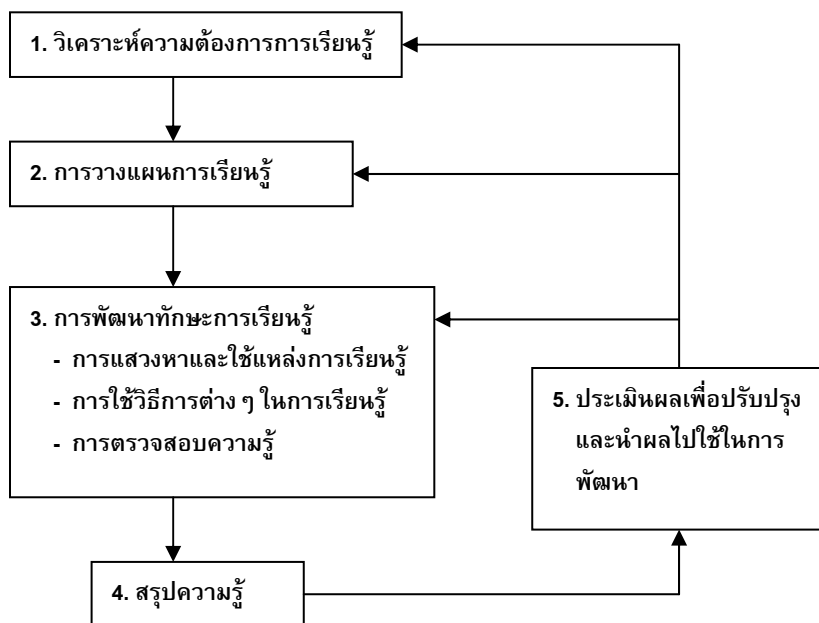 1. วิเคราะห์ความต้องการการเรียนรู้
2. การวางแผนการเรียนรู้
3. การพัฒนาทักษะการเรียนรู้
- การแสวงหาและใช้แหล่งการเรียนรู้
- การใช้วิธีการต่าง ๆ ในการเรียนรู้
- การตรวจสอบความรู้
4. สรุปความรู้
5. ประเมินผลเพื่อปรับปรุง
และนำผลไปใช้ในการ
พัฒนา